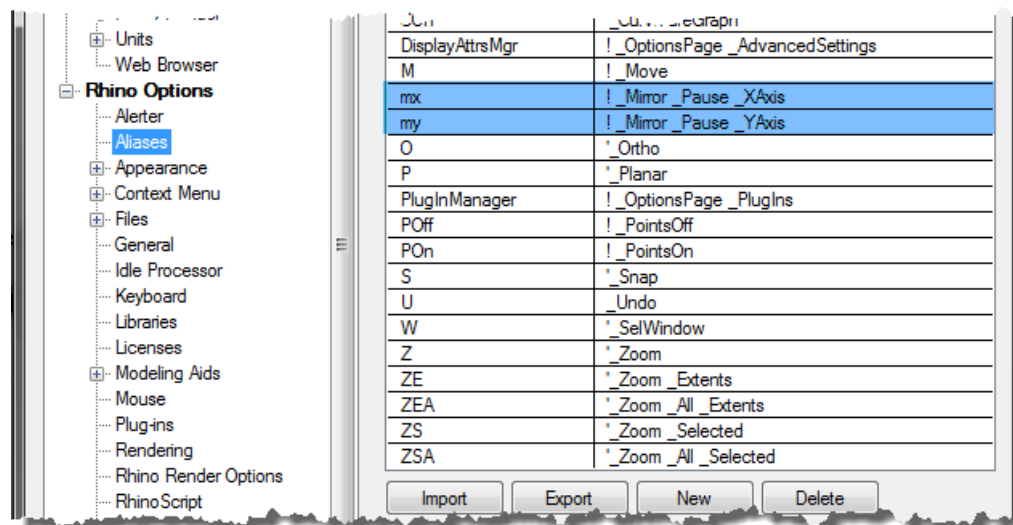 Units
Web Browser
Rhino Options
Alerter
Aliases
Appearance
Context Menu
Files
General
Idle Processor
Keyboard
Libraries
Licenses
Modeling Aids
Mouse
Plug-ins
Rendering
Rhino Render Options
RhinoScript
DisplayAttrsMgr ! _OptionsPage _AdvancedSettings
M ! _Move
mx ! _Mirror _Pause _XAxis
my ! _Mirror _Pause _YAxis
O '_Ortho
P '_Planar
PlugInManager ! _OptionsPage _PlugIns
POff ! _PointsOff
POn ! _PointsOn
S '_Snap
U _Undo
W '_SelWindow
Z '_Zoom
ZE '_Zoom _Extents
ZEA '_Zoom _All _Extents
ZS '_Zoom _Selected
ZSA '_Zoom _All _Selected
Import Export New Delete